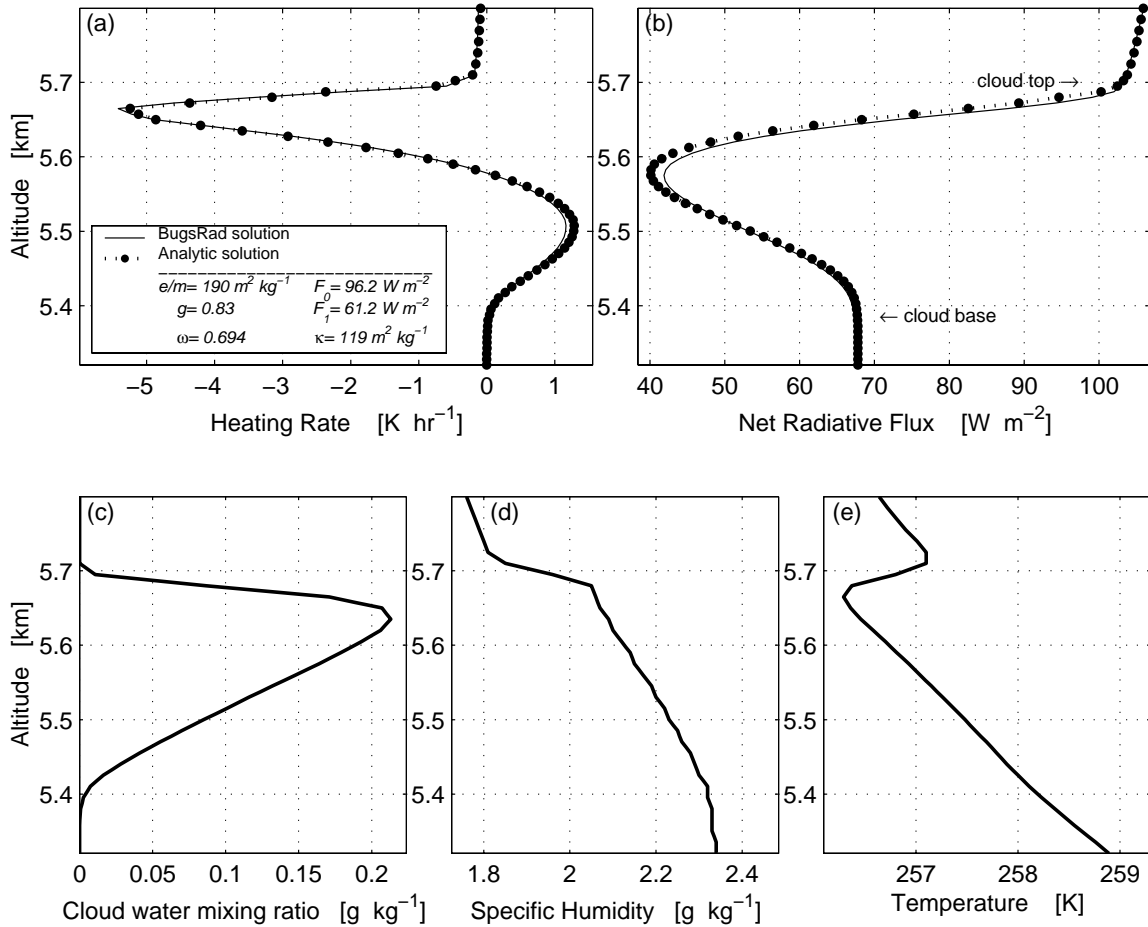 (a)
5.7
5.6
5.5
5.4
Altitude [km]
BugsRad solution
Analytic solution
e/m= 190 m² kg⁻¹ F₀= 96.2 W m⁻²
g= 0.83 F₁= 61.2 W m⁻²
ω= 0.694 κ= 119 m² kg⁻¹
−5 −4 −3 −2 −1 0 1
Heating Rate [K hr⁻¹]
(b)
5.7
5.6
5.5
5.4
cloud top →
← cloud base
40 50 60 70 80 90 100
Net Radiative Flux [W m⁻²]
(c)
5.7
5.6
5.5
5.4
Altitude [km]
0 0.05 0.1 0.15 0.2
Cloud water mixing ratio [g kg⁻¹]
(d)
5.7
5.6
5.5
5.4
1.8 2 2.2 2.4
Specific Humidity [g kg⁻¹]
(e)
5.7
5.6
5.5
5.4
257 258 259
Temperature [K]